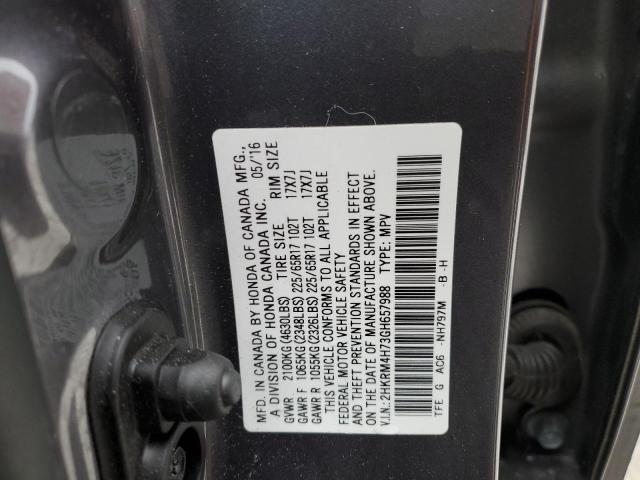 MFD. IN CANADA BY HONDA OF CANADA MFG.,
A DIVISION OF HONDA CANADA INC. 05/'16
GVWR 2100KG(4630LBS) TIRE SIZE RIM SIZE
GAWR F 1065KG(2348LBS)225/65R17 102T 17X7J
GAWR R 1055KG(2326LBS)225/65R17 102T 17X7J
THIS VEHICLE CONFORMS TO ALL APPLICABLE
FEDERAL MOTOR VEHICLE SAFETY
AND THEFT PREVENTION STANDARDS IN EFFECT
ON THE DATE OF MANUFACTURE SHOWN ABOVE.
V.I.N.:2HKRM4H73GH657988 TYPE: MPV
TFE G AC6 -NH797M -B-H